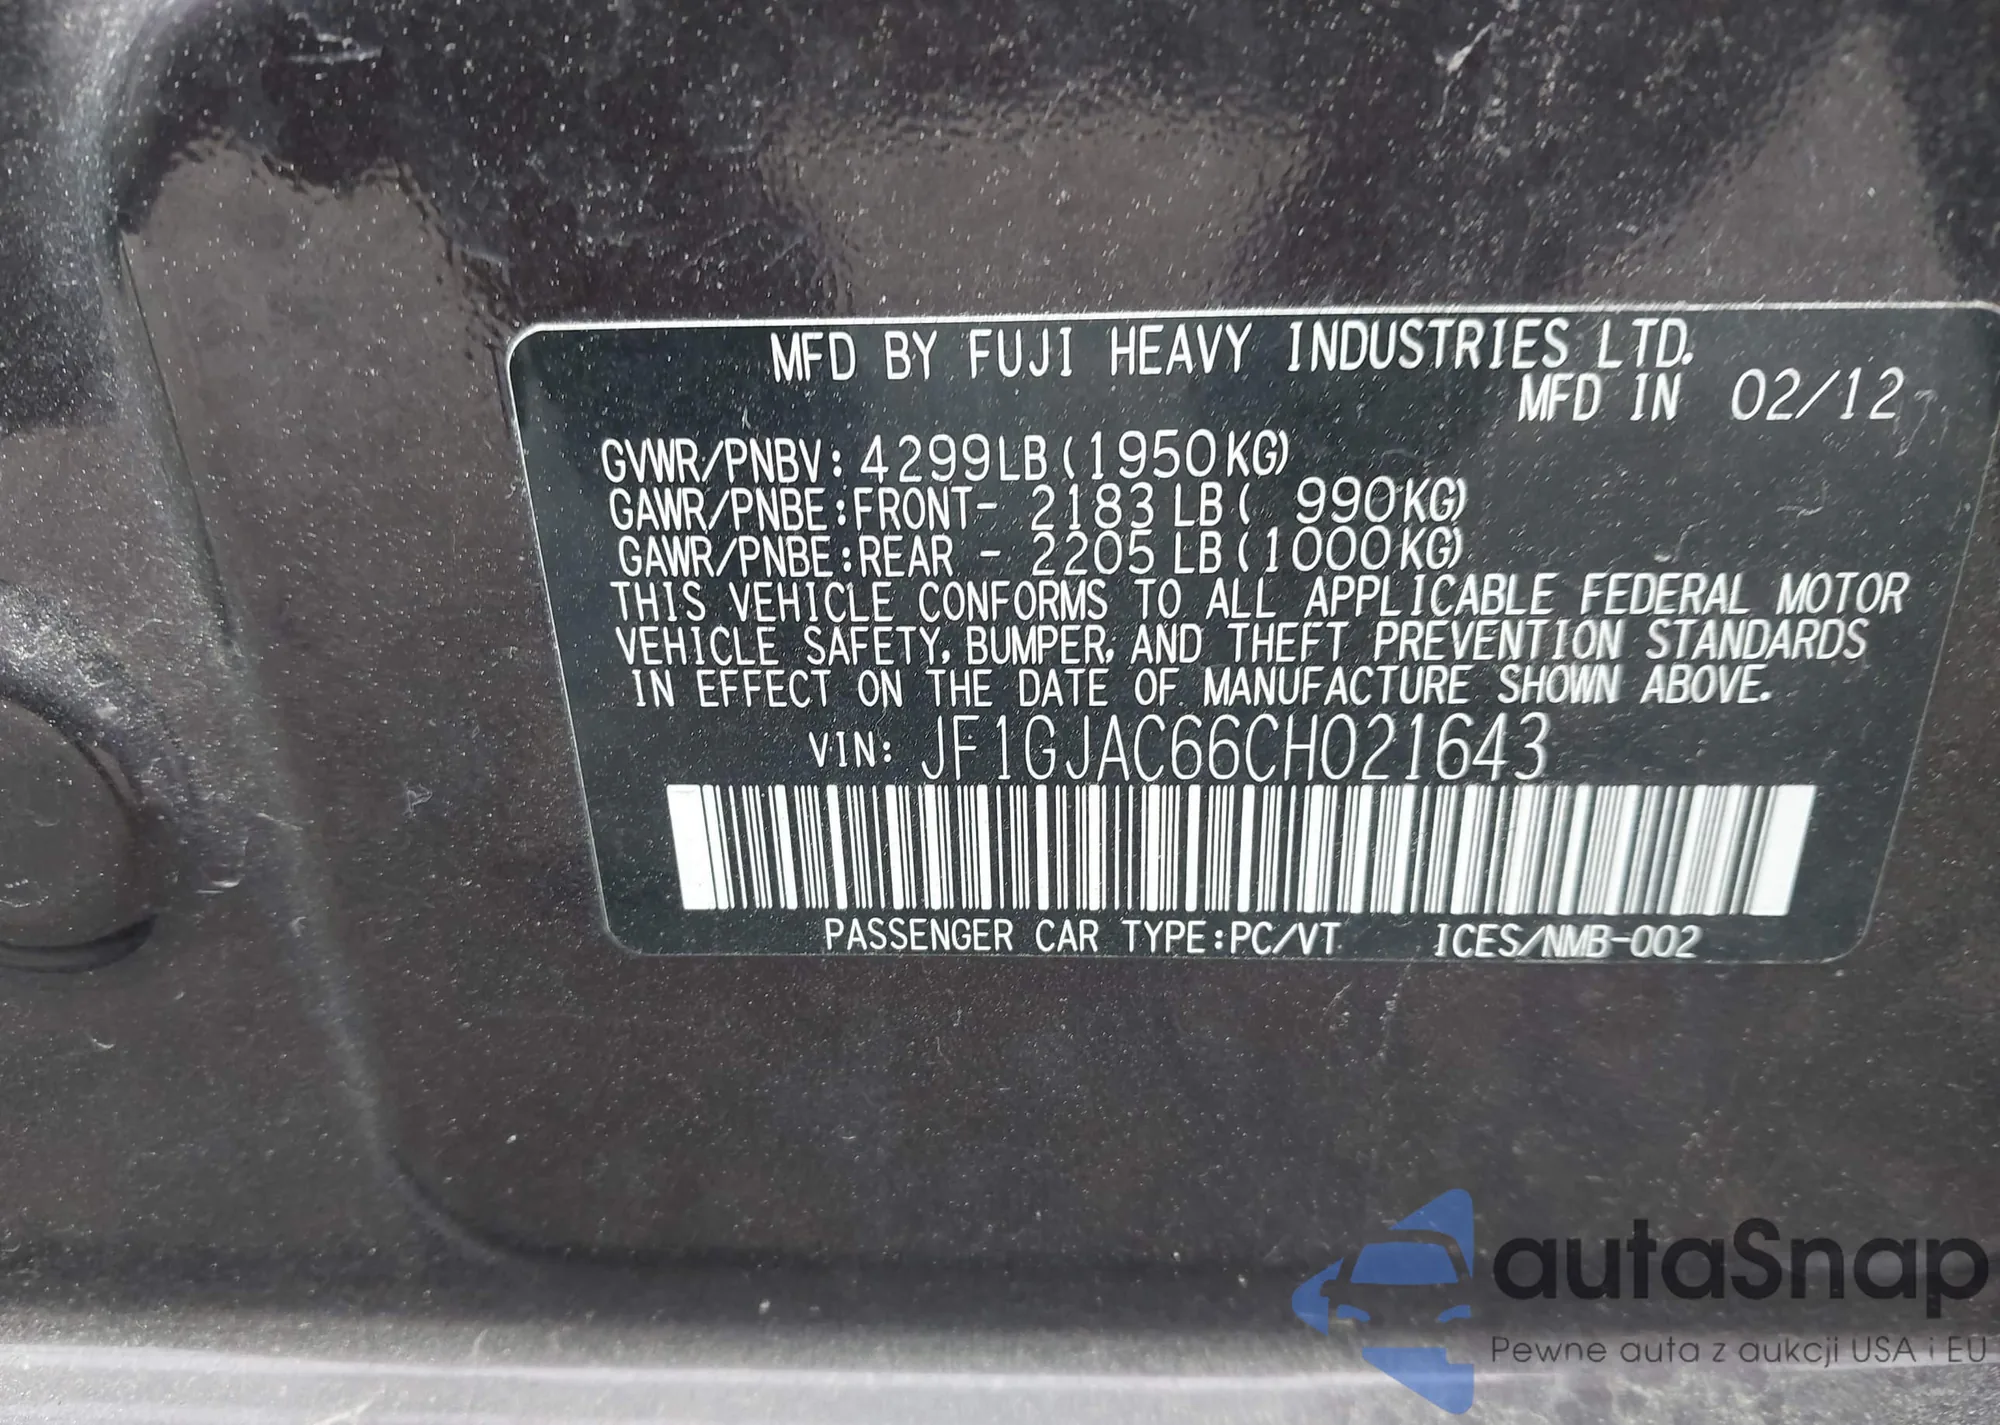 MFD BY FUJI HEAVY INDUSTRIES LTD.
MFD IN 02/12
GVWR/PNBV: 4299LB (1950KG)
GAWR/PNBE:FRONT- 2183 LB ( 990KG)
GAWR/PNBE:REAR - 2205 LB (1000KG)
THIS VEHICLE CONFORMS TO ALL APPLICABLE FEDERAL MOTOR
VEHICLE SAFETY, BUMPER, AND THEFT PREVENTION STANDARDS
IN EFFECT ON THE DATE OF MANUFACTURE SHOWN ABOVE.
VIN: JF1GJAC66CH021643
PASSENGER CAR TYPE:PC/VT ICES/NMB-002
autaSnap
Pewne auta z aukcji USA i EU